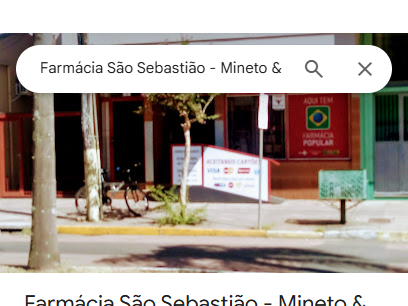 Farmácia São Sebastião - Mineto &
AQUI TEM
FARMÁCIA
POPULAR
ACEITAMOS CARTÕES
VISA
Farmácia São Sebastião - Mineto &